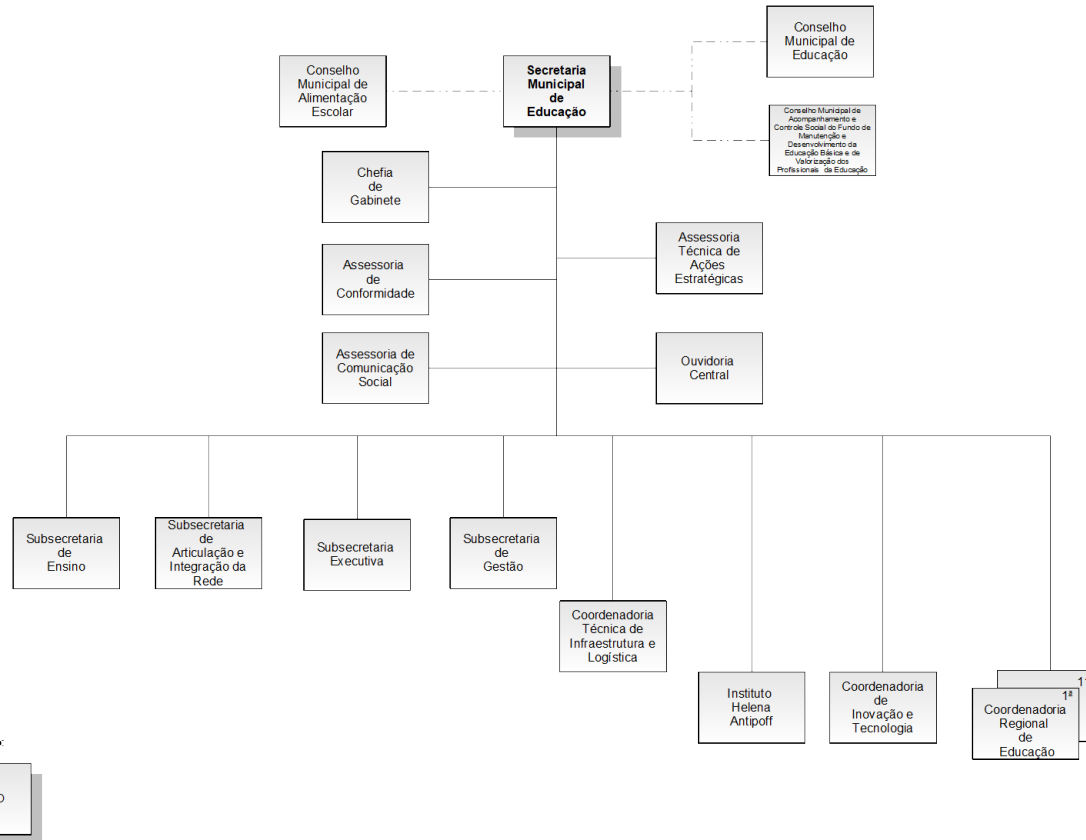 Conselho
Municipal de
Educação
Conselho
Municipal de
Alimentação
Escolar
Secretaria
Municipal
de
Educação
Conselho Municipal de
Acompanhamento e
Controle Social do Fundo de
Manutenção e
Desenvolvimento da
Educação Básica e de
Valorização dos
Profissionais da Educação
Chefia
de
Gabinete
Assessoria
Técnica de
Ações
Estratégicas
Assessoria
de
Conformidade
Assessoria de
Comunicação
Social
Ouvidoria
Central
Subsecretaria
de
Ensino
Subsecretaria
de
Articulação e
Integração da
Rede
Subsecretaria
Executiva
Subsecretaria
de
Gestão
Coordenadoria
Técnica de
Infraestrutura e
Logística
Instituto
Helena
Antipoff
Coordenadoria
de
Inovação e
Tecnologia
1ª
Coordenadoria
Regional
de
Educação